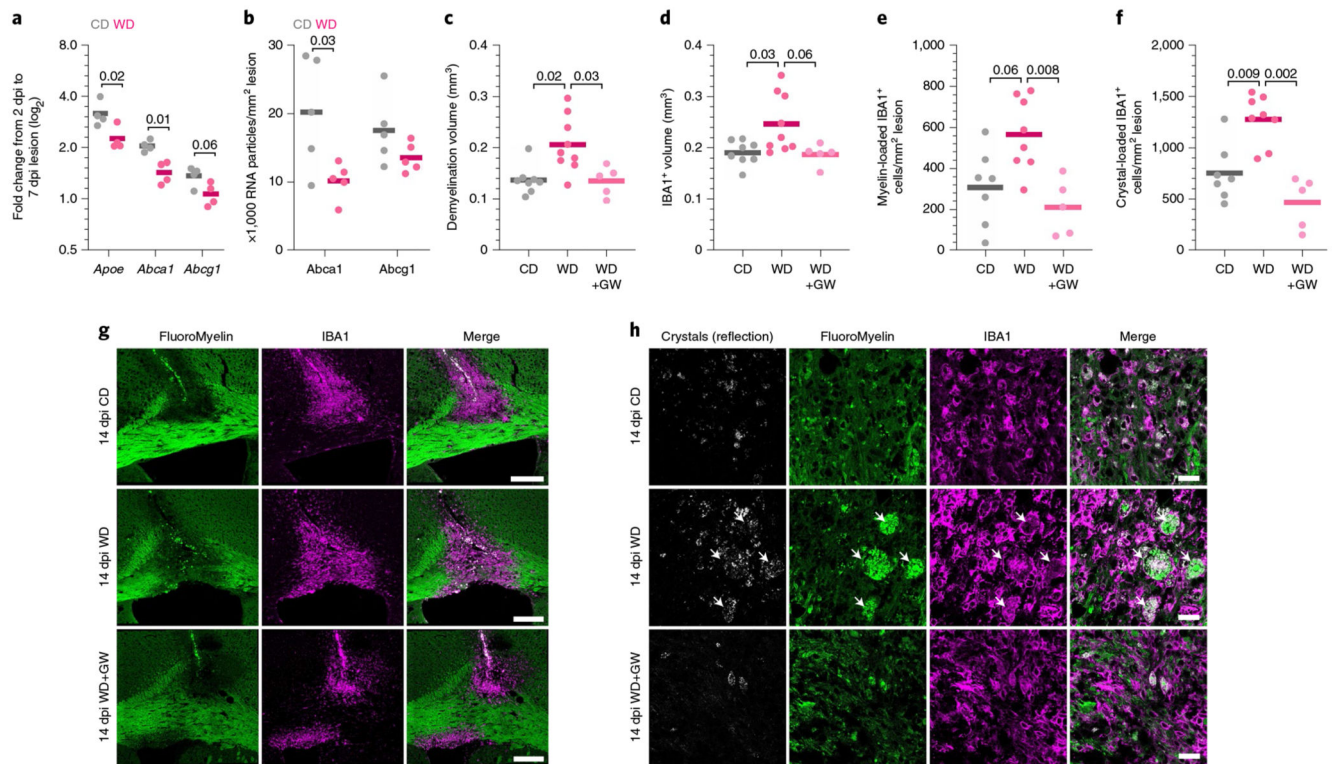 a
CD WD
Fold change from 2 dpi to
7 dpi lesion (log2)
8.0
4.0
2.0
1.0
0.5
0.02
0.01
0.06
Apoe
Abca1
Abcg1
b
CD WD
×1,000 RNA particles/mm² lesion
30
20
10
0
0.03
Abca1
Abcg1
c
Demyelination volume (mm³)
0.4
0.3
0.2
0.1
0
0.02
0.03
CD
WD
WD
+GW
d
IBA1⁺ volume (mm³)
0.4
0.3
0.2
0.1
0
0.03
0.06
CD
WD
WD
+GW
e
Myelin-loaded IBA1⁺
cells/mm² lesion
1,000
800
600
400
200
0
0.06
0.008
CD
WD
WD
+GW
f
Crystal-loaded IBA1⁺
cells/mm² lesion
2,000
1,500
1,000
500
0
0.009
0.002
CD
WD
WD
+GW
g
FluoroMyelin
IBA1
Merge
14 dpi CD
14 dpi WD
14 dpi WD+GW
h
Crystals (reflection)
FluoroMyelin
IBA1
Merge
14 dpi CD
14 dpi WD
14 dpi WD+GW